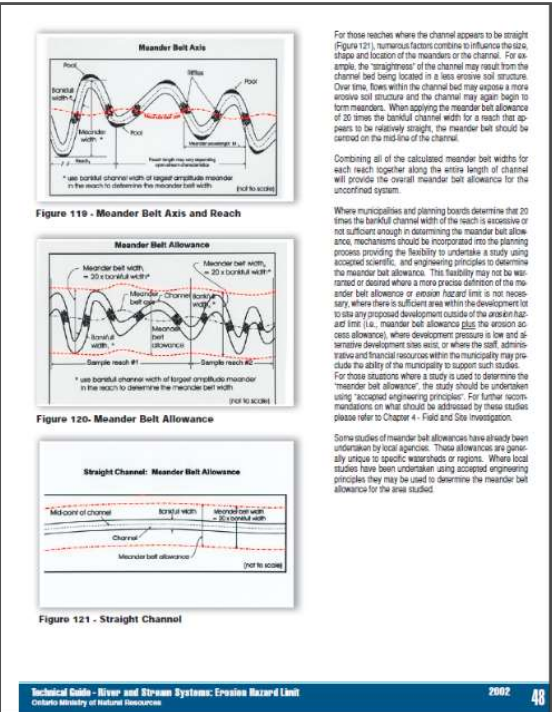 Meander Belt Axis
Pool
Riffles
Pool
Bankfull
width *
Meander
width *
Pool
Reach
* use bankfull channel width of largest amplitude meander
in the reach to determine the meander belt width
(not to scale)
Figure 119 - Meander Belt Axis and Reach
Meander Belt Allowance
Meander belt width
= 20 x bankfull width*
Meander belt width
= 20 x bankfull width*
Meander
belt axis
Channel
Bankfull
width *
Bankfull
width *
Meander
belt
allowance
Sample reach #1
Sample reach #2
* use bankfull channel width of largest amplitude meander
in the reach to determine the meander belt width
(not to scale)
Figure 120- Meander Belt Allowance
Straight Channel: Meander Belt Allowance
Mid-point of channel
Bankfull width
Meander belt width
= 20 x bankfull width
Channel
Meander belt allowance
(not to scale)
Figure 121 - Straight Channel
For those reaches where the channel appears to be straight
(Figure 121), numerous factors combine to influence the size,
shape and location of the meanders or the channel. For ex-
ample, the "straightness" of the channel may result from the
channel bed being located in a less erosive soil structure.
Over time, flows within the channel bed may expose a more
erosive soil structure and the channel may again begin to
form meanders. When applying the meander belt allowance
of 20 times the bankfull channel width for a reach that ap-
pears to be relatively straight, the meander belt should be
centred on the mid-line of the channel.
Combining all of the calculated meander belt widths for
each reach together along the entire length of channel
will provide the overall meander belt allowance for the
unconfined system.
Where municipalities and planning boards determine that 20
times the bankfull channel width of the reach is excessive or
not sufficient enough in determining the meander belt allow-
ance, mechanisms should be incorporated into the planning
process providing the flexibility to undertake a study using
accepted scientific, and engineering principles to determine
the meander belt allowance. This flexibility may not be war-
ranted or desired where a more precise definition of the me-
ander belt allowance or erosion hazard limit is not neces-
sary, where there is sufficient area within the development lot
to site any proposed development outside of the erosion haz-
ard limit (i.e., meander belt allowance plus the erosion ac-
cess allowance), where development pressure is low and al-
ternative development sites exist, or where the staff, adminis-
trative and financial resources within the municipality may pre-
clude the ability of the municipality to support such studies.
For those situations where a study is used to determine the
"meander belt allowance", the study should be undertaken
using "accepted engineering principles". For further recom-
mendations on what should be addressed by these studies
please refer to Chapter 4 - Field and Site Investigation.
Some studies of meander belt allowances have already been
undertaken by local agencies. These allowances are gener-
ally unique to specific watersheds or regions. Where local
studies have been undertaken using accepted engineering
principles they may be used to determine the meander belt
allowance for the area studied.
Technical Guide - River and Stream Systems: Erosion Hazard Limit
Ontario Ministry of Natural Resources
2002 48